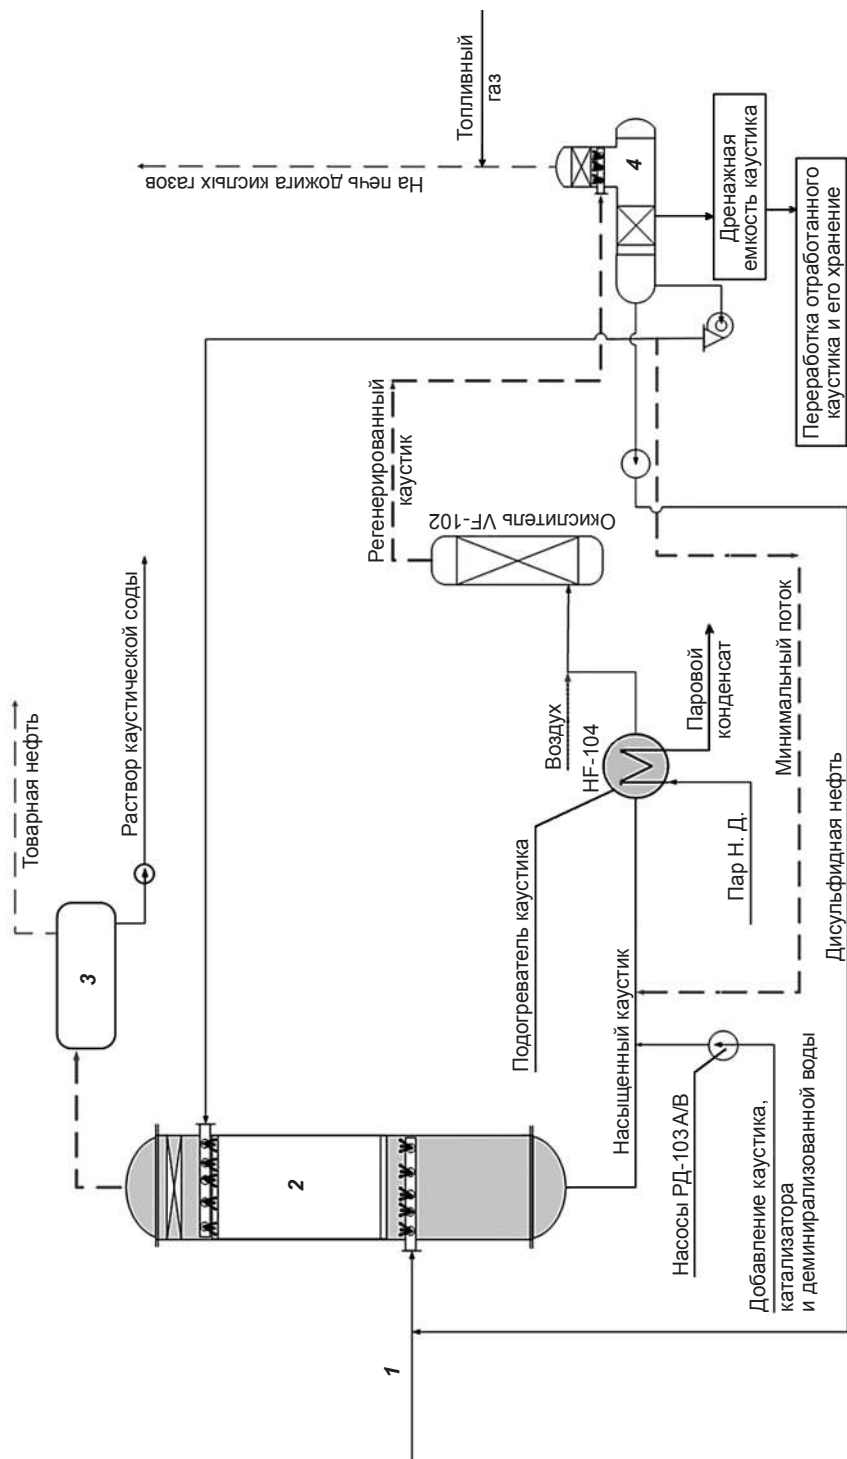 На печь дожига кислых газов
Топливный
газ
4
Дренажная
емкость каустика
Переработка отработанного
каустика и его хранение
Регенерированный
каустик
Окислитель VF-102
Товарная нефть
Раствор каустической соды
3
Воздух
HF-104
Паровой
конденсат
Минимальный поток
Подогреватель каустика
Пар Н. Д.
Дисульфидная нефть
Насыщенный каустик
2
Насосы РД-103 А/В
Добавление каустика,
катализатора
и деминирализованной воды
1